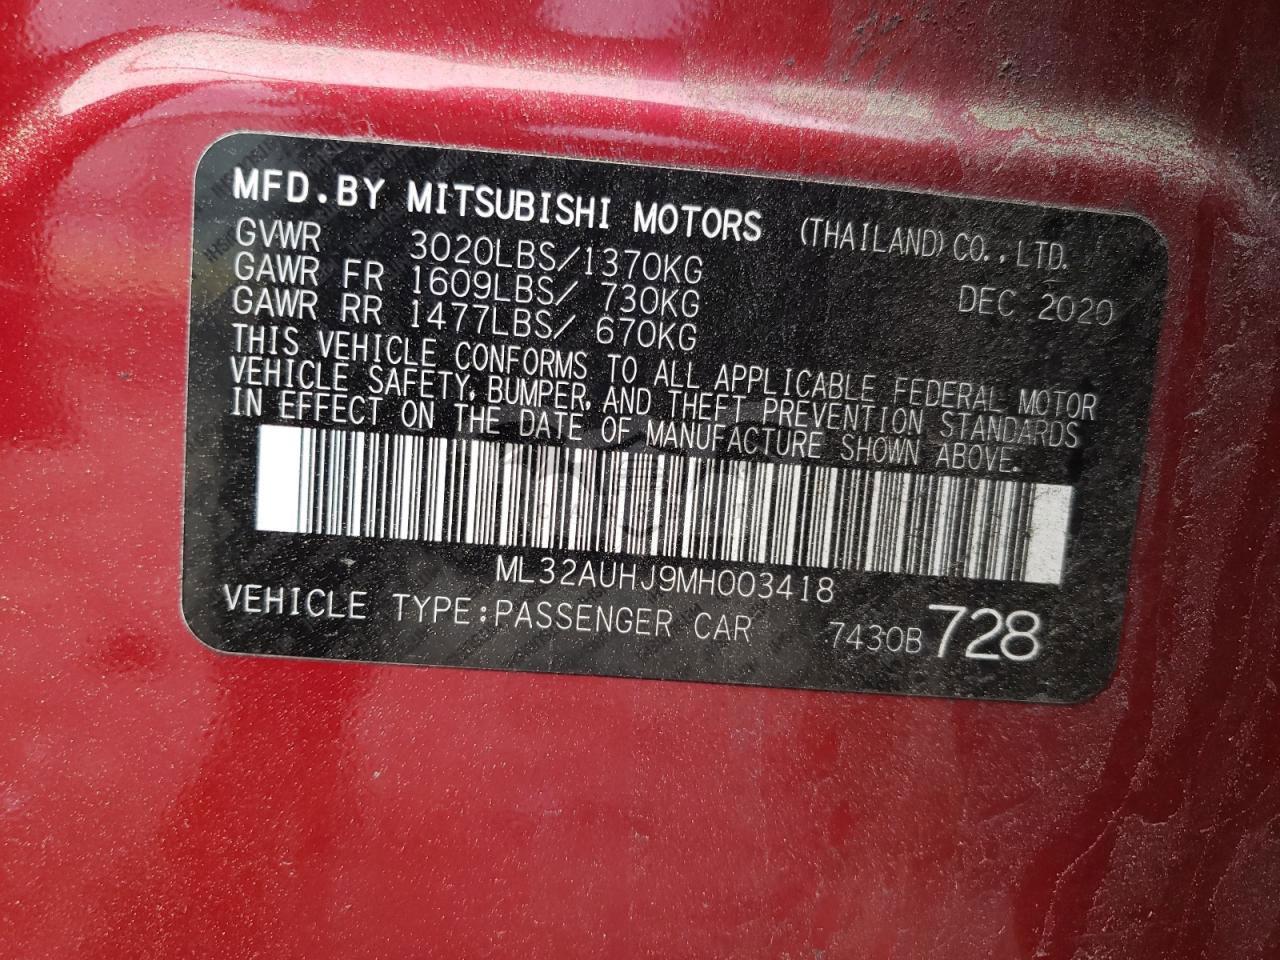 MFD.BY MITSUBISHI MOTORS (THAILAND)CO.,LTD.
GVWR 3020LBS/1370KG
GAWR FR 1609LBS/ 730KG DEC 2020
GAWR RR 1477LBS/ 670KG
THIS VEHICLE CONFORMS TO ALL APPLICABLE FEDERAL MOTOR
VEHICLE SAFETY, BUMPER, AND THEFT PREVENTION STANDARDS
IN EFFECT ON THE DATE OF MANUFACTURE SHOWN ABOVE.
ML32AUHJ9MH003418
VEHICLE TYPE:PASSENGER CAR 7430B 728